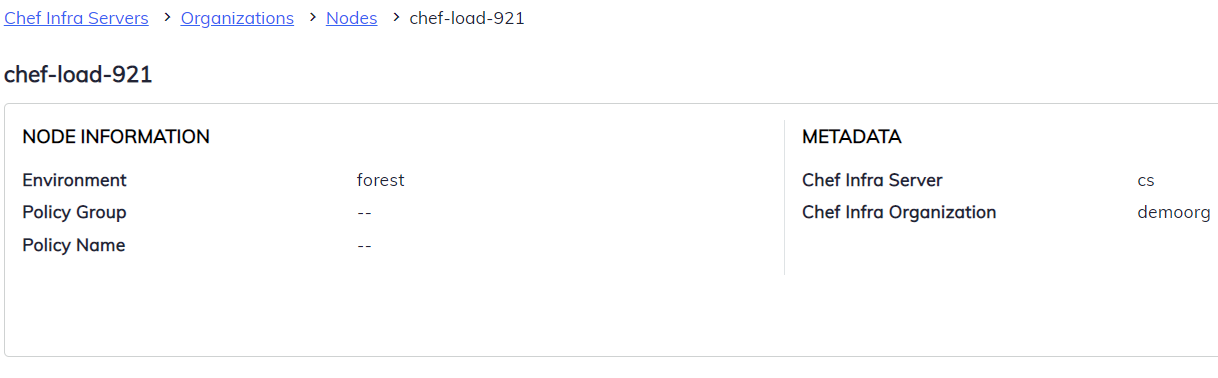 Chef Infra Servers > Organizations > Nodes > chef-load-921
chef-load-921
NODE INFORMATION
Environment forest
Policy Group --
Policy Name --
METADATA
Chef Infra Server cs
Chef Infra Organization demoorg